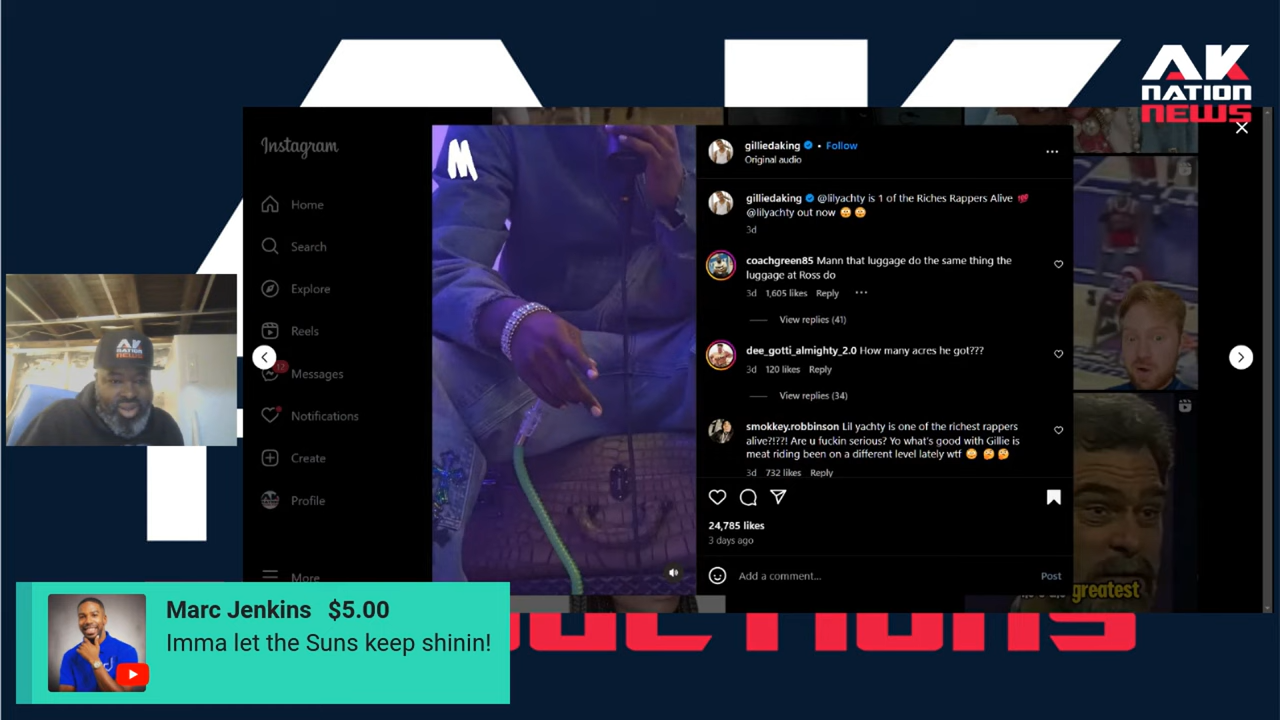 AK
NATION
NEWS
Instagram
Home
Search
Explore
Reels
12
Messages
Notifications
Create
Profile
More
M
gilliedaking • Follow
Original audio
gilliedaking @lilyachty is 1 of the Riches Rappers Alive 💯
@lilyachty out now
3d
coachgreen85 Mann that luggage do the same thing the
luggage at Ross do
3d 1,605 likes Reply
View replies (41)
dee_gotti_almighty_2.0 How many acres he got???
3d 120 likes Reply
View replies (34)
smokkey.robbinson Lil yachty is one of the richest rappers
alive?!??! Are u fuckin serious? Yo what's good with Gillie is
meat riding been on a different level lately wtf
3d 732 likes Reply
24,785 likes
3 days ago
Add a comment... Post
greatest
AK
NATION
NEWS
Marc Jenkins $5.00
Imma let the Suns keep shinin!